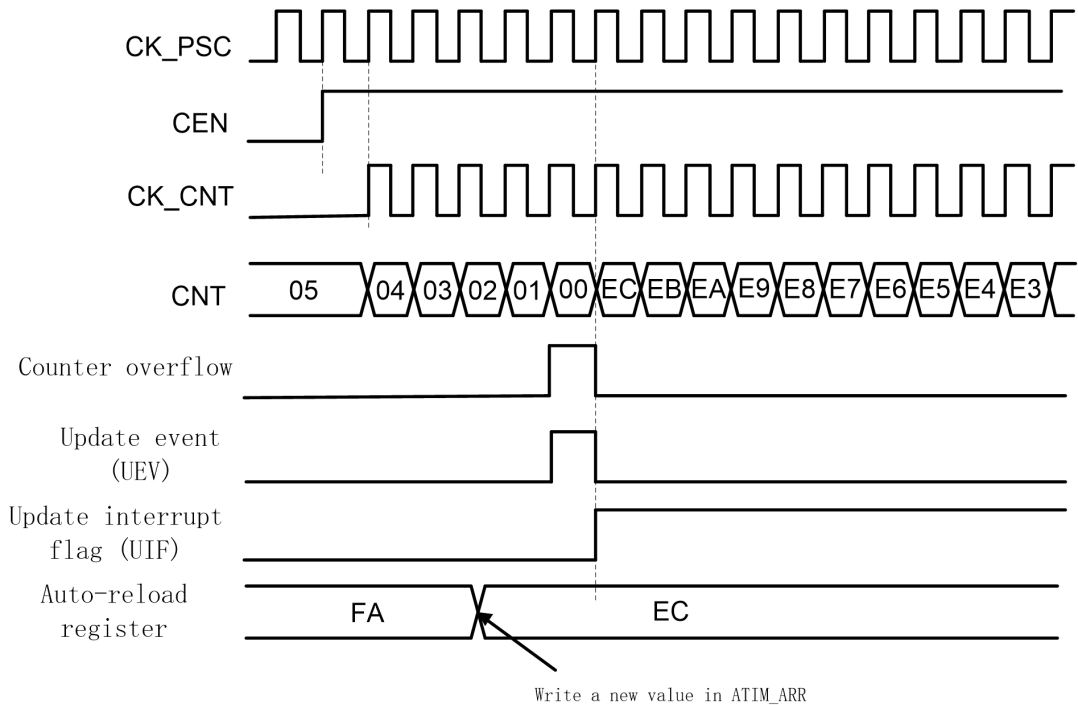 CK_PSC
CEN
CK_CNT
CNT
05 04 03 02 01 00 EC EB EA E9 E8 E7 E6 E5 E4 E3
Counter overflow
Update event
(UEV)
Update interrupt
flag (UIF)
Auto-reload
register
FA EC
Write a new value in ATIM_ARR